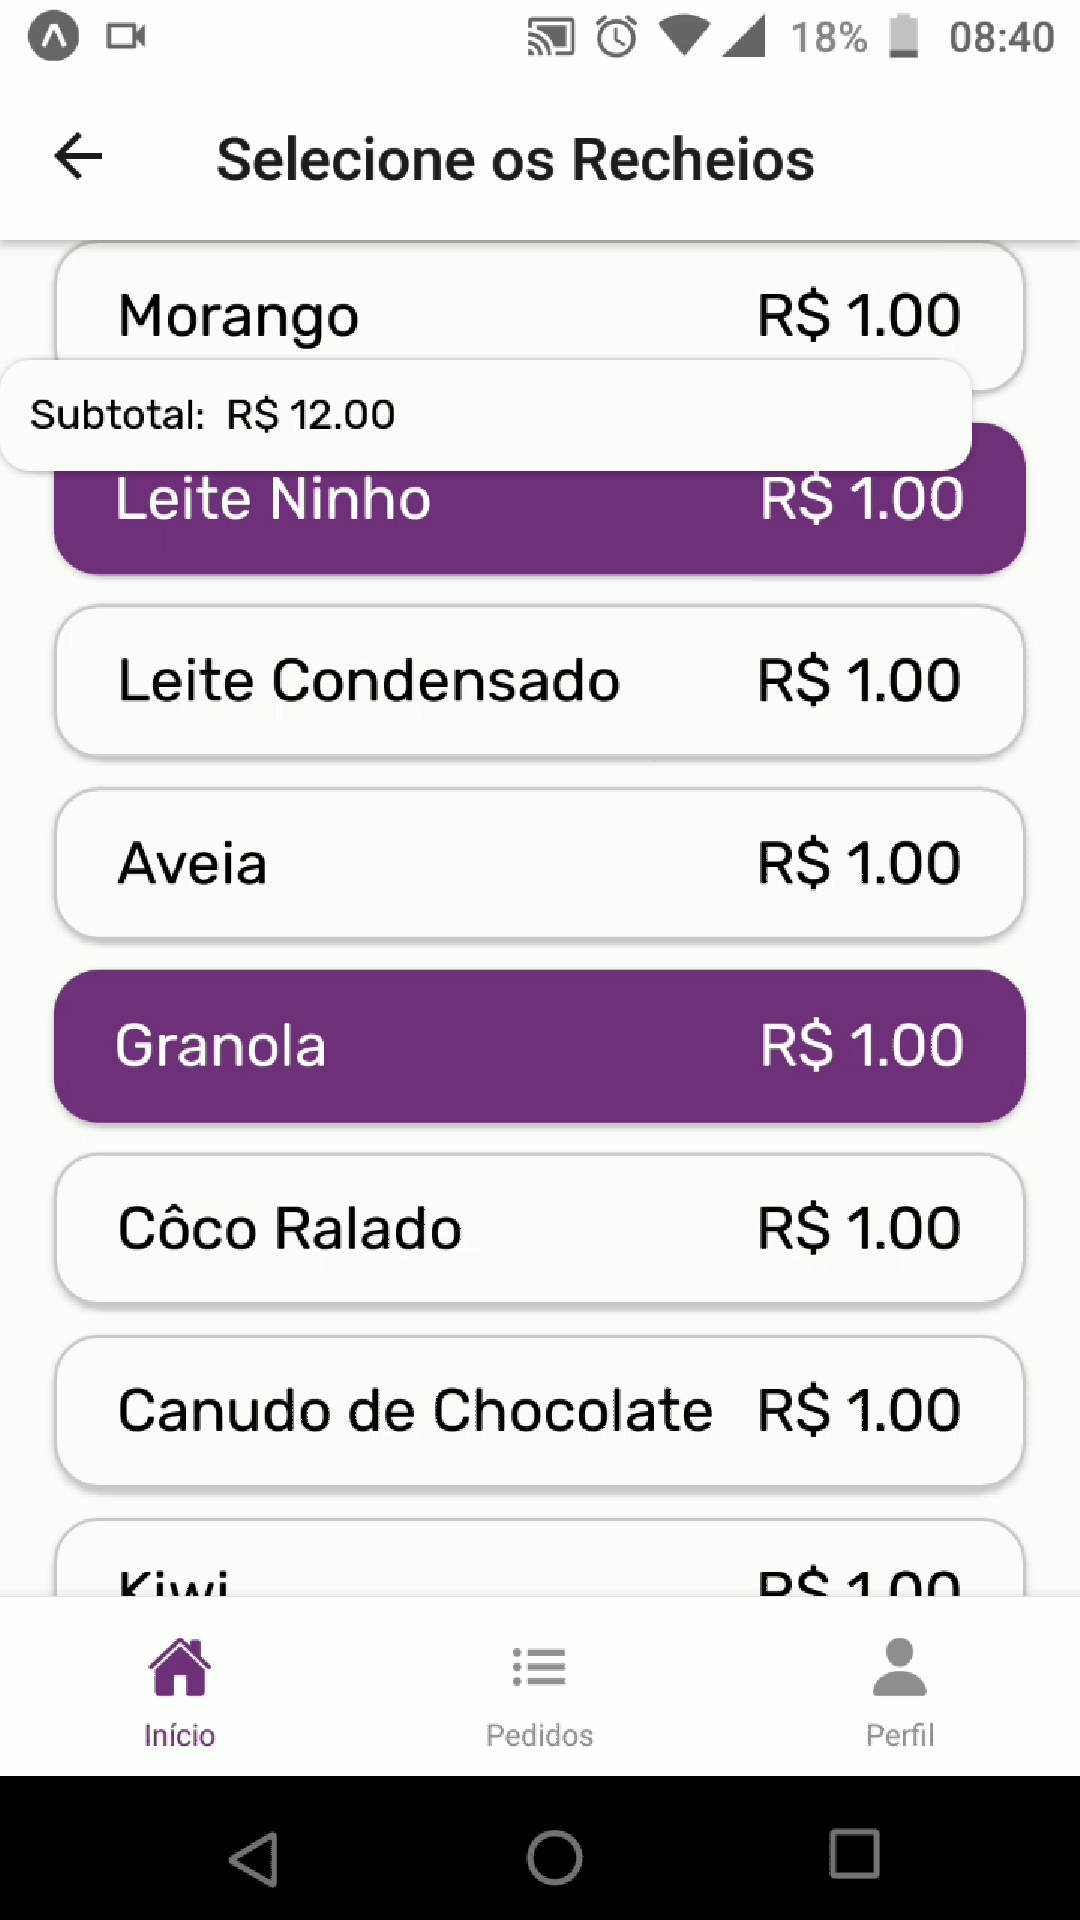 18% 08:40
Selecione os Recheios
Morango R$ 1.00
Subtotal: R$ 12.00
Leite Ninho R$ 1.00
Leite Condensado R$ 1.00
Aveia R$ 1.00
Granola R$ 1.00
Côco Ralado R$ 1.00
Canudo de Chocolate R$ 1.00
Kiwi R$ 1.00
Início Pedidos Perfil